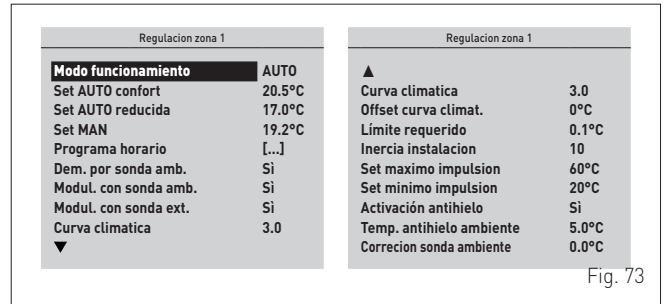 Regulacion zona 1
Modo funcionamiento AUTO
Set AUTO confort 20.5°C
Set AUTO reducida 17.0°C
Set MAN 19.2°C
Programa horario [...]
Dem. por sonda amb. Sì
Modul. con sonda amb. Sì
Modul. con sonda ext. Sì
Curva climatica 3.0
▼
Regulacion zona 1
▲
Curva climatica 3.0
Offset curva climat. 0°C
Límite requerido 0.1°C
Inercia instalacion 10
Set maximo impulsion 60°C
Set minimo impulsion 20°C
Activación antihielo Sì
Temp. antihielo ambiente 5.0°C
Correcion sonda ambiente 0.0°C
Fig. 73